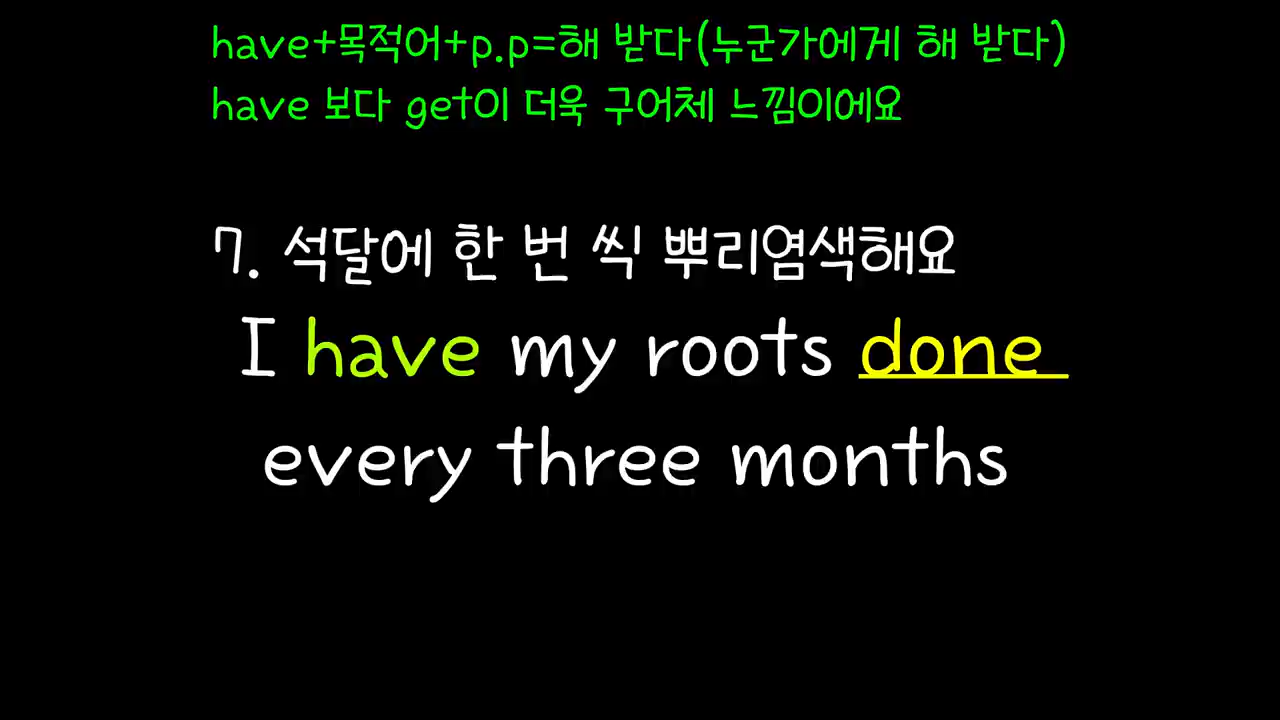 have+목적어+p.p=해 받다(누군가에게 해 받다)
have 보다 get이 더욱 구어체 느낌이에요
7. 석달에 한 번 씩 뿌리염색해요
I have my roots done
every three months